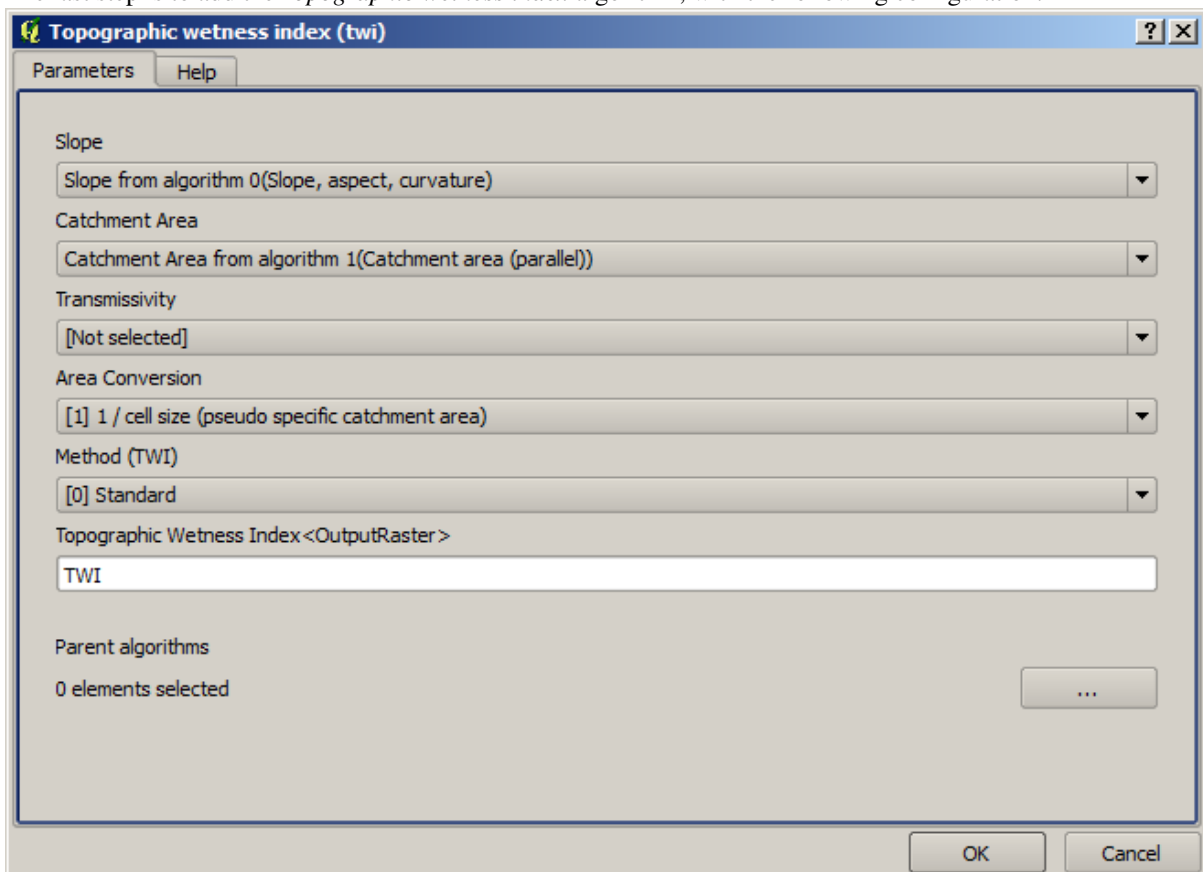 Topographic wetness index (twi)
Parameters Help
Slope
Slope from algorithm 0(Slope, aspect, curvature)
Catchment Area
Catchment Area from algorithm 1(Catchment area (parallel))
Transmissivity
[Not selected]
Area Conversion
[1] 1 / cell size (pseudo specific catchment area)
Method (TWI)
[0] Standard
Topographic Wetness Index<OutputRaster>
TWI
Parent algorithms
0 elements selected ...
OK Cancel